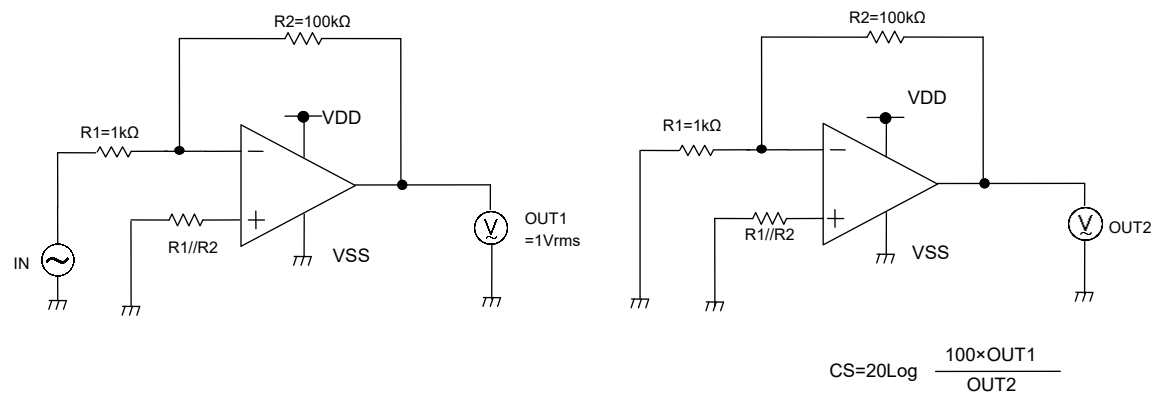 R2=100kΩ
VDD
R1=1kΩ
−
+
R1//R2
VSS
IN
~
V
~
OUT1
=1Vrms
R2=100kΩ
VDD
R1=1kΩ
−
+
R1//R2
VSS
V
~
OUT2
CS=20Log 100×OUT1
OUT2